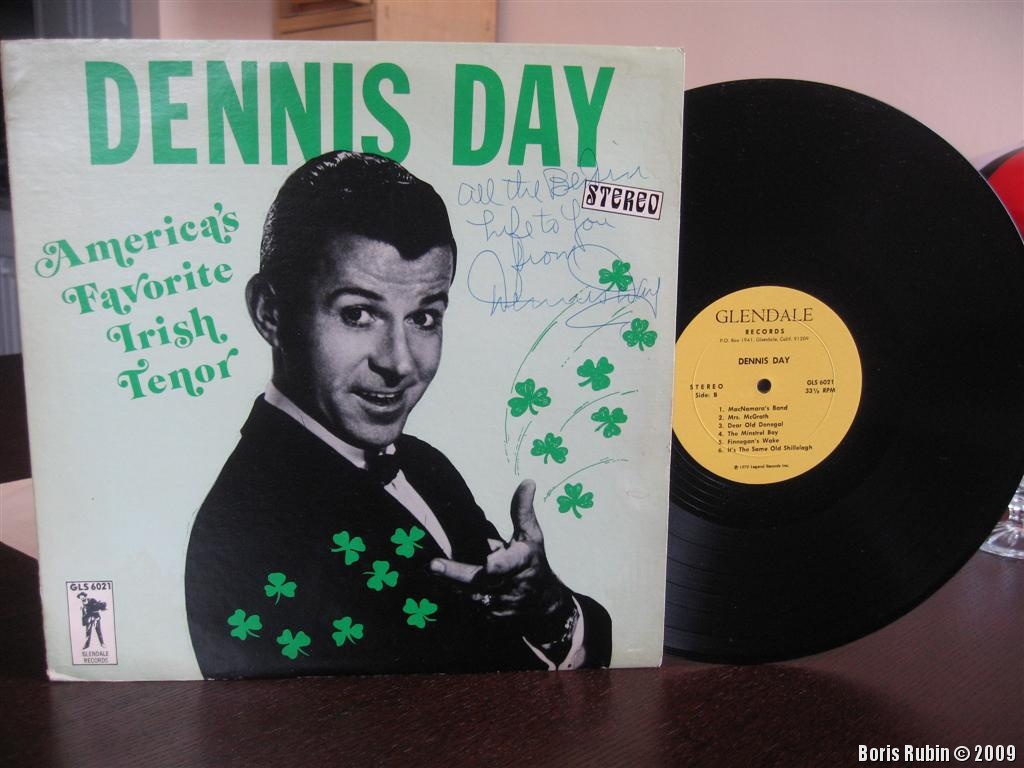 DENNIS DAY
America's
Favorite
Irish
Tenor
All the Best in
Life to You
from
Dennis Day
STEREO
GLS 6021
GLENDALE
RECORDS
GLENDALE
RECORDS
P.O. Box 1941, Glendale, Calif. 91209
DENNIS DAY
STEREO
Side: B
GLS 6021
33⅓ RPM
1. MacNamara's Band
2. Mrs. McGrath
3. Dear Old Donegal
4. The Minstrel Boy
5. Finnegan's Wake
6. It's The Same Old Shillelagh
Legend Records Inc.
Boris Rubin © 2009